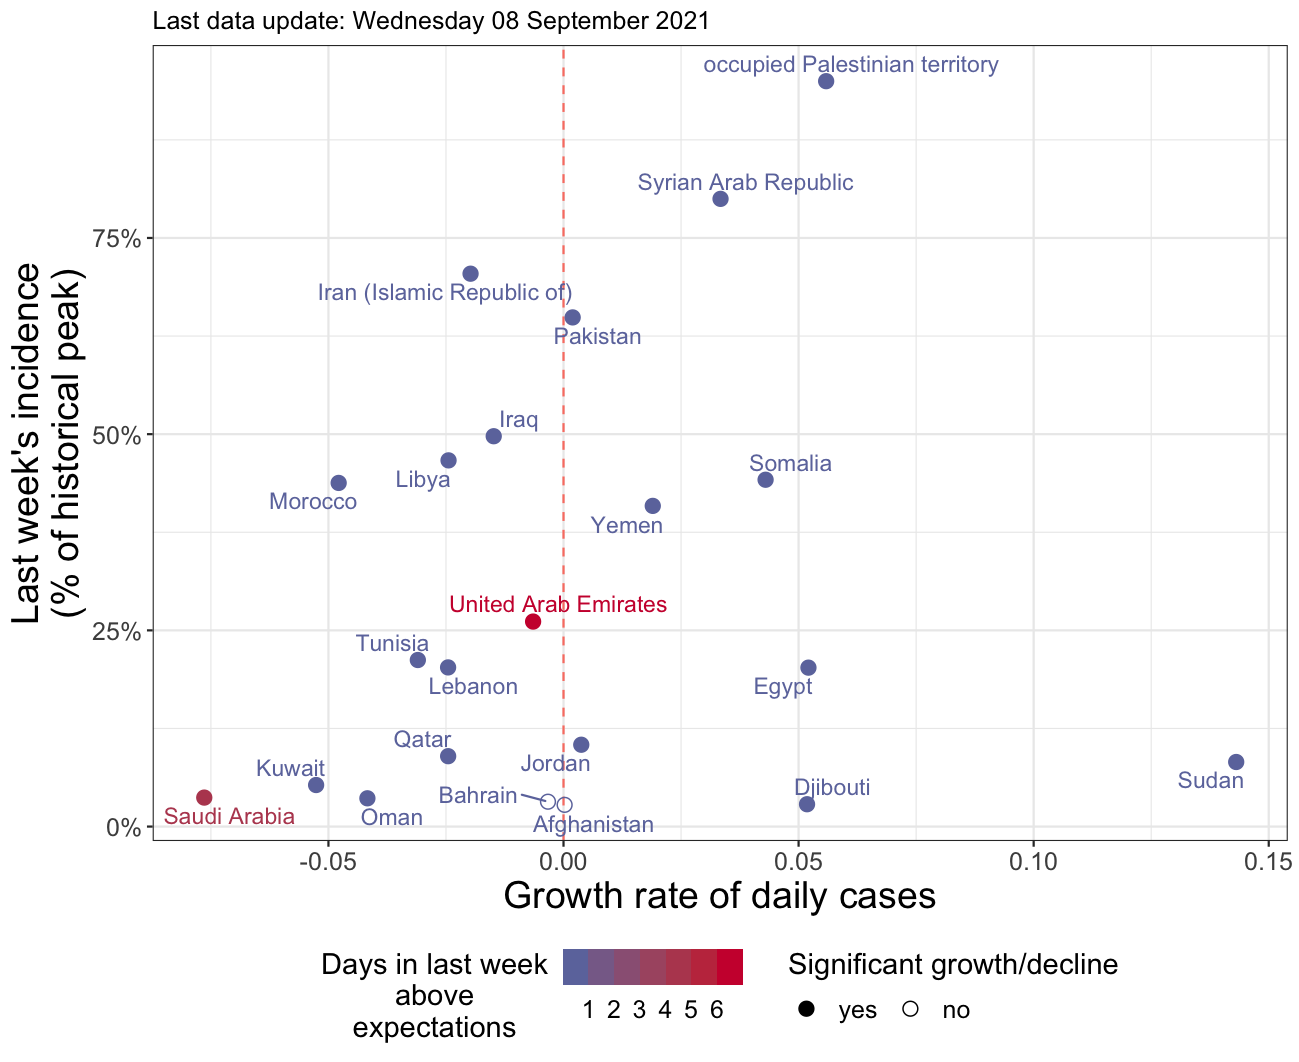 Last data update: Wednesday 08 September 2021
occupied Palestinian territory
Syrian Arab Republic
75%
Iran (Islamic Republic of)
Pakistan
Iraq
50%
Libya
Somalia
Morocco
Yemen
Last week's incidence
(% of historical peak)
United Arab Emirates
25%
Tunisia
Lebanon
Egypt
Qatar
Jordan
Kuwait
Sudan
Bahrain
Djibouti
Saudi Arabia
Oman
Afghanistan
0%
-0.05 0.00 0.05 0.10 0.15
Growth rate of daily cases
Days in last week
above
expectations
1 2 3 4 5 6
Significant growth/decline
yes no